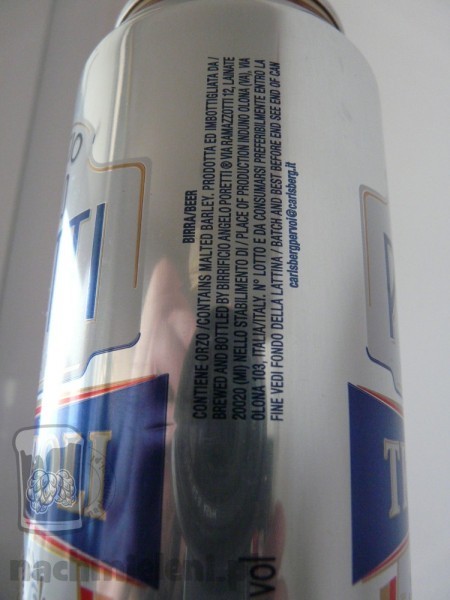 BIRRA/BEER
CONTIENE ORZO /CONTAINS MALTED BARLEY. PRODOTTA ED IMBOTTIGLIATA DA /
BREWED AND BOTTLED BY BIRRIFICIO ANGELO PORETTI ® VIA RAMAZZOTTI 12, LAINATE
20020 (MI) NELLO STABILIMENTO DI / PLACE OF PRODUCTION INDUNO OLONA (VA), VIA
OLONA 103, ITALIA/ITALY. N° LOTTO E DA CONSUMARSI PREFERIBILMENTE ENTRO LA
FINE VEDI FONDO DELLA LATTINA / BATCH AND BEST BEFORE END SEE END OF CAN
carlsbergpervoi@carlsberg.it
vol
TI
LI